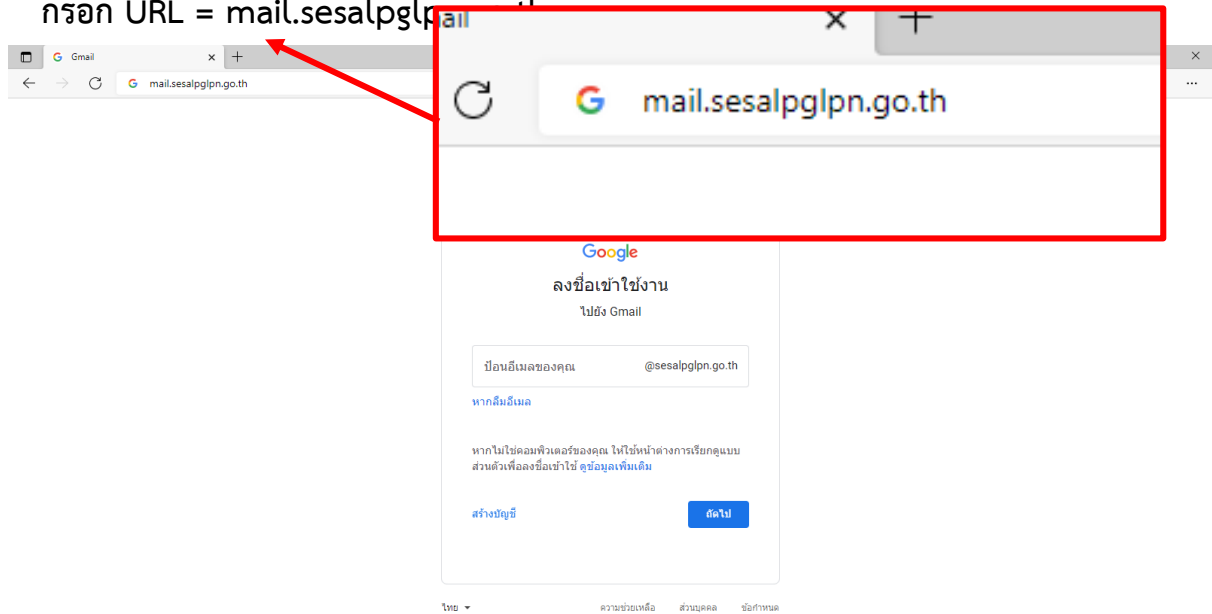 กรอก URL = mail.sesalpglp
ail
mail.sesalpglpn.go.th
Gmail
mail.sesalpglpn.go.th
Google
ลงชื่อเข้าใช้งาน
ไปยัง Gmail
ป้อนอีเมลของคุณ @sesalpglpn.go.th
หากลืมอีเมล
หากไม่ใช่คอมพิวเตอร์ของคุณ ให้ใช้หน้าต่างการเรียกดูแบบ
ส่วนตัวเพื่อลงชื่อเข้าใช้ ดูข้อมูลเพิ่มเติม
สร้างบัญชี ถัดไป
ไทย ความช่วยเหลือ ส่วนบุคคล ข้อกำหนด